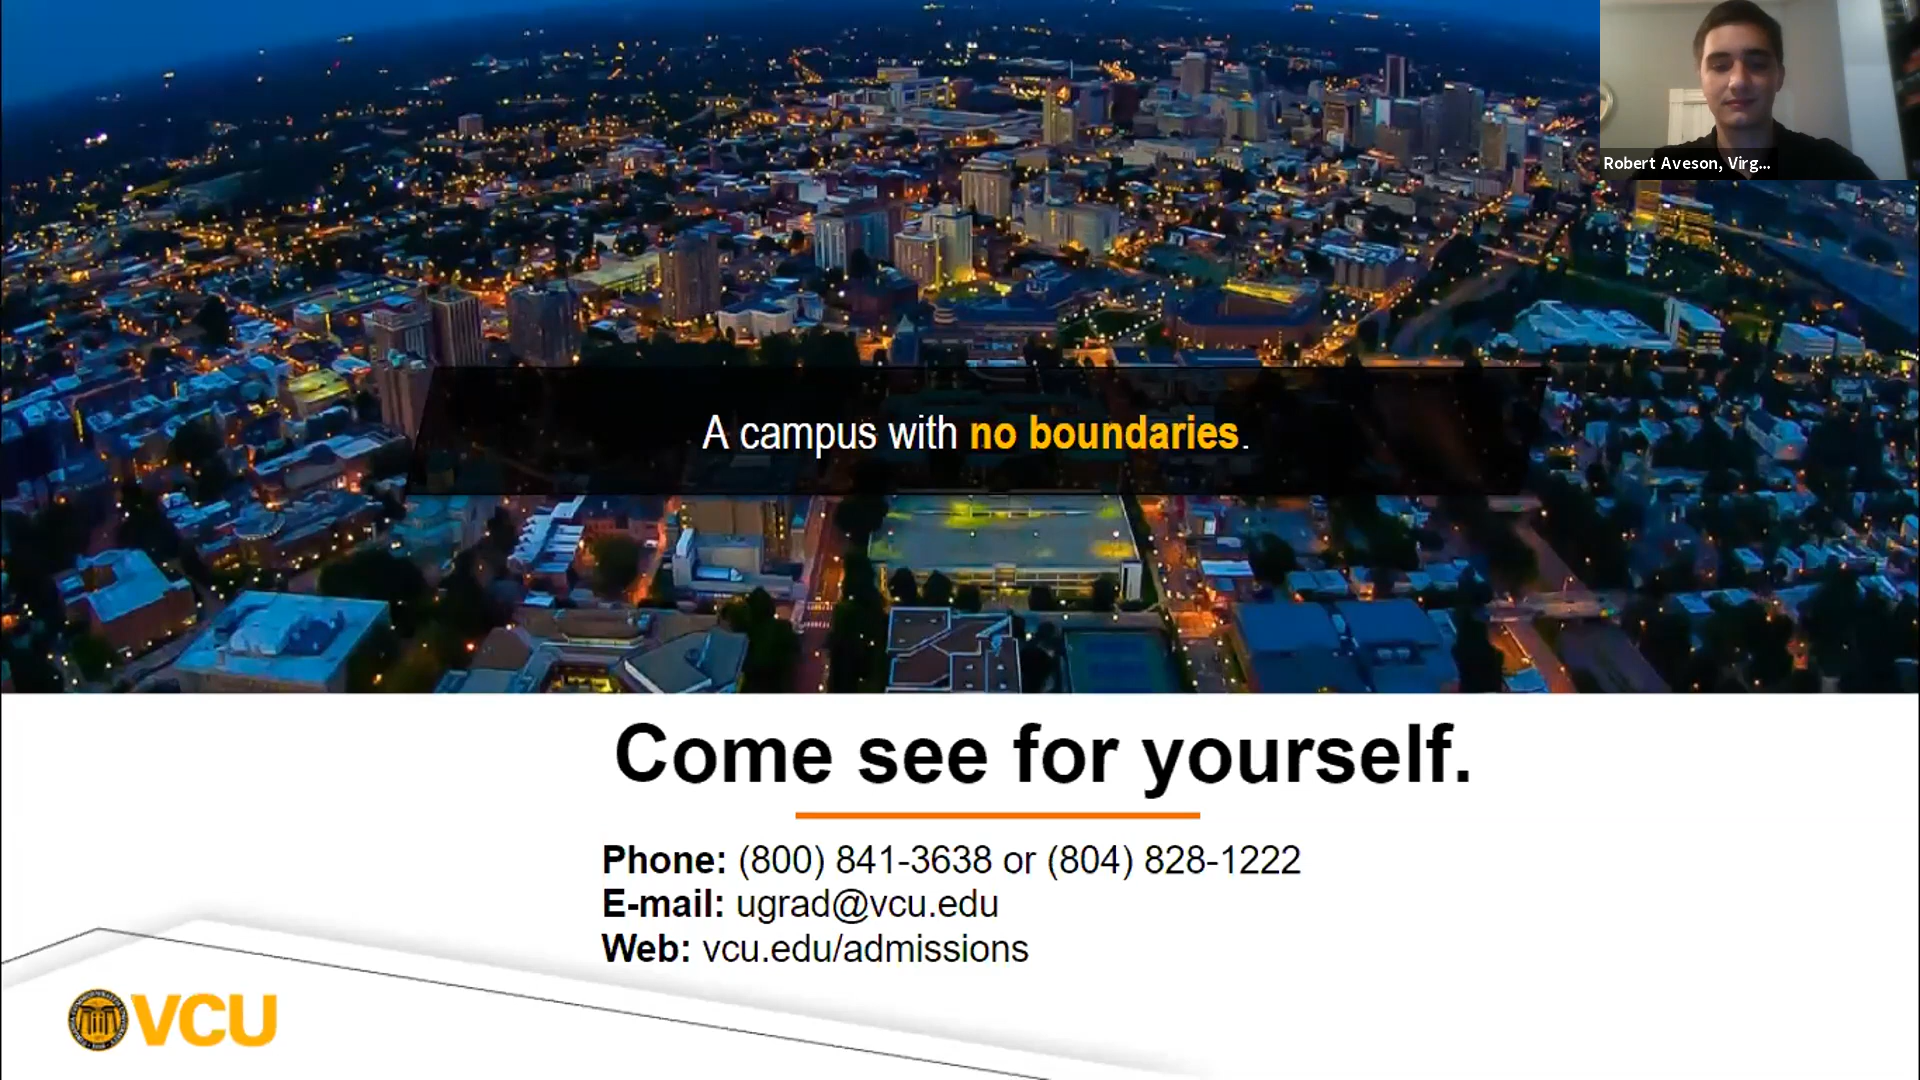 Robert Aveson, Virg...
A campus with no boundaries.
Come see for yourself.
Phone: (800) 841-3638 or (804) 828-1222
E-mail: ugrad@vcu.edu
Web: vcu.edu/admissions
VCU